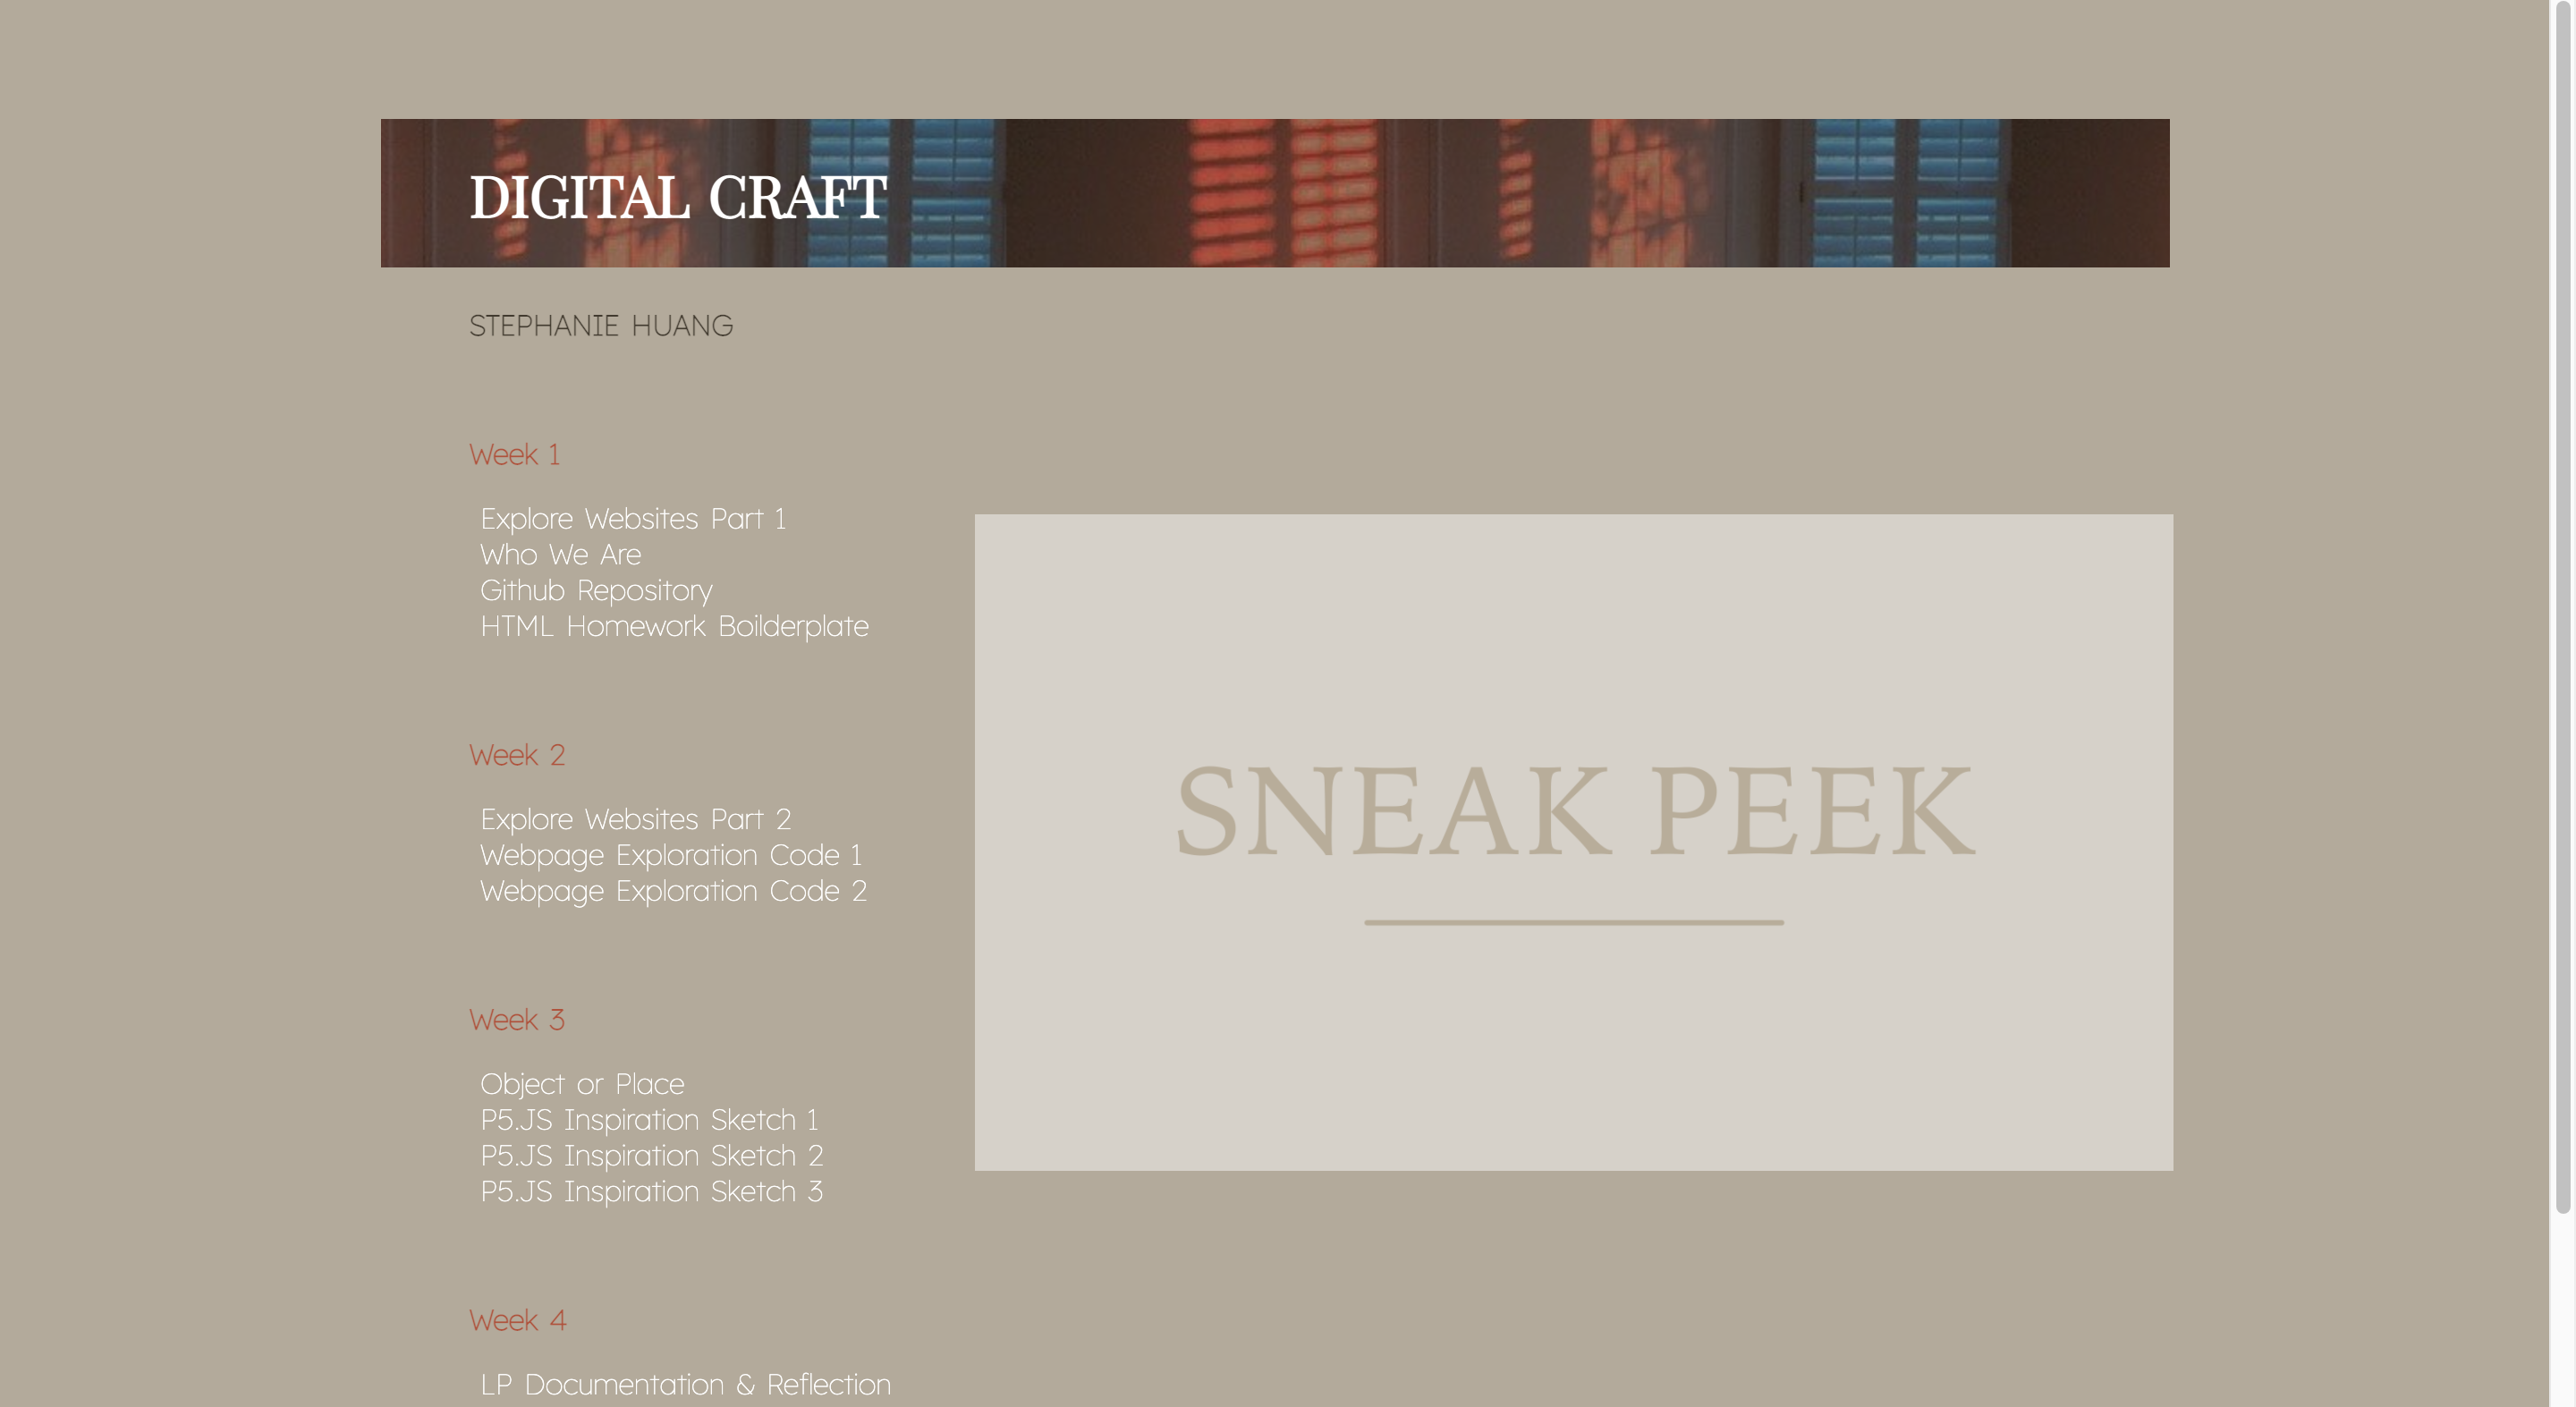 DIGITAL CRAFT
STEPHANIE HUANG
Week 1
Explore Websites Part 1
Who We Are
Github Repository
HTML Homework Boilderplate
Week 2
Explore Websites Part 2
Webpage Exploration Code 1
Webpage Exploration Code 2
SNEAK PEEK
Week 3
Object or Place
P5.JS Inspiration Sketch 1
P5.JS Inspiration Sketch 2
P5.JS Inspiration Sketch 3
Week 4
LP Documentation & Reflection